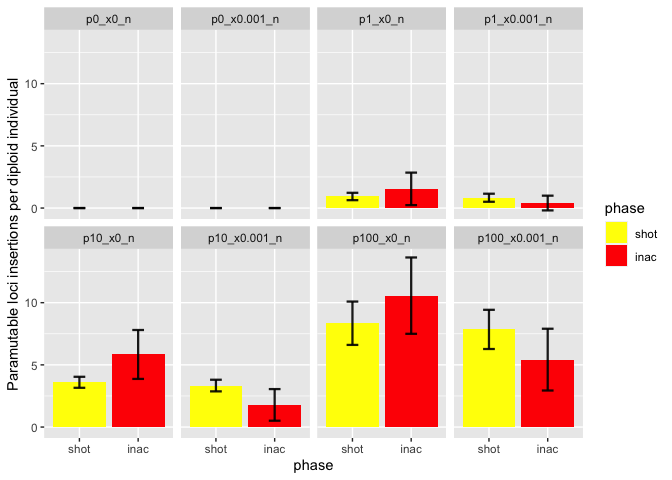 p0_x0_n
p0_x0.001_n
p1_x0_n
p1_x0.001_n
10
5
0
p10_x0_n
p10_x0.001_n
p100_x0_n
p100_x0.001_n
10
5
0
shot
inac
shot
inac
shot
inac
shot
inac
phase
Paramutable loci insertions per diploid individual
phase
shot
inac